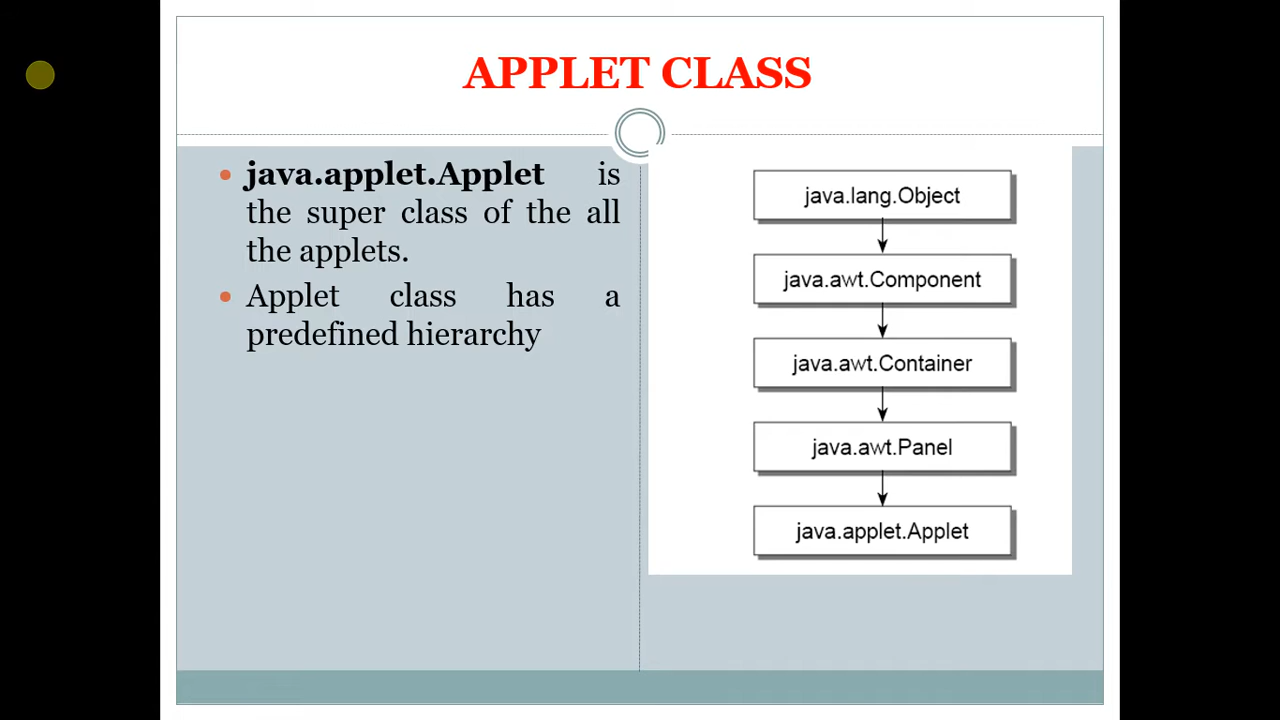 APPLET CLASS
java.applet.Applet is
the super class of the all
the applets.
Applet class has a
predefined hierarchy
java.lang.Object
java.awt.Component
java.awt.Container
java.awt.Panel
java.applet.Applet